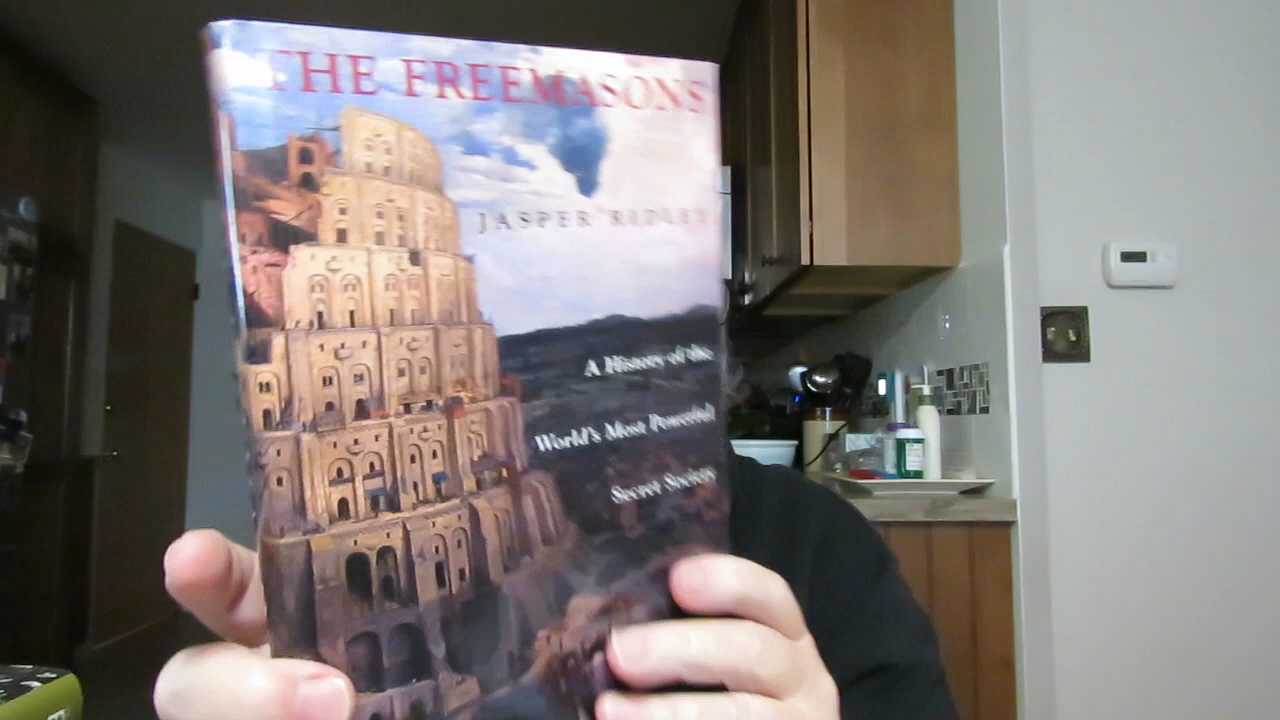 THE FREEMASONS
JASPER RIDLEY
A History of the
World's Most Powerful
Secret Society